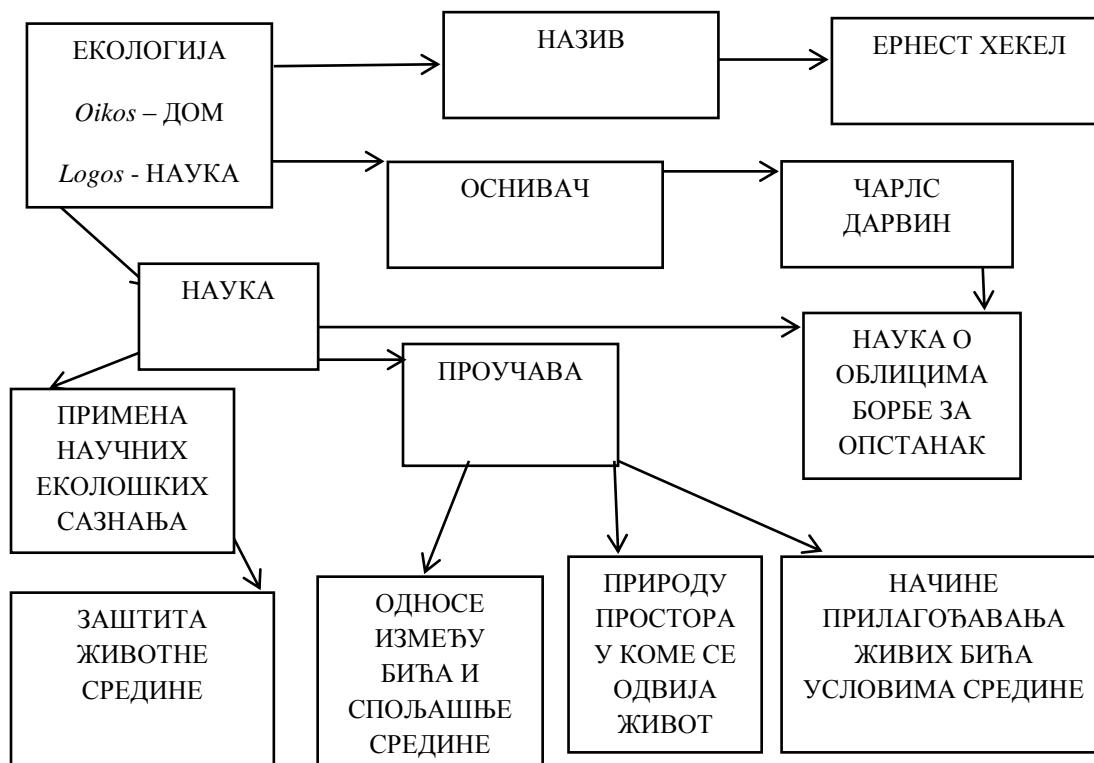 ЕКОЛОГИЈА
Oikos – ДОМ
Logos - НАУКА
НАЗИВ
ЕРНЕСТ ХЕКЕЛ
ОСНИВАЧ
ЧАРЛС
ДАРВИН
НАУКА
НАУКА О
ОБЛИЦИМА
БОРБЕ ЗА
ОПСТАНАК
ПРОУЧАВА
ПРИМЕНА
НАУЧНИХ
ЕКОЛОШКИХ
САЗНАЊА
ЗАШТИТА
ЖИВОТНЕ
СРЕДИНЕ
ОДНОСЕ
ИЗМЕЂУ
БИЋА И
СПОЉАШЊЕ
СРЕДИНЕ
ПРИРОДУ
ПРОСТОРА
У КОМЕ СЕ
ОДВИЈА
ЖИВОТ
НАЧИНЕ
ПРИЛАГОЂАВАЊА
ЖИВИХ БИЋА
УСЛОВИМА СРЕДИНЕ